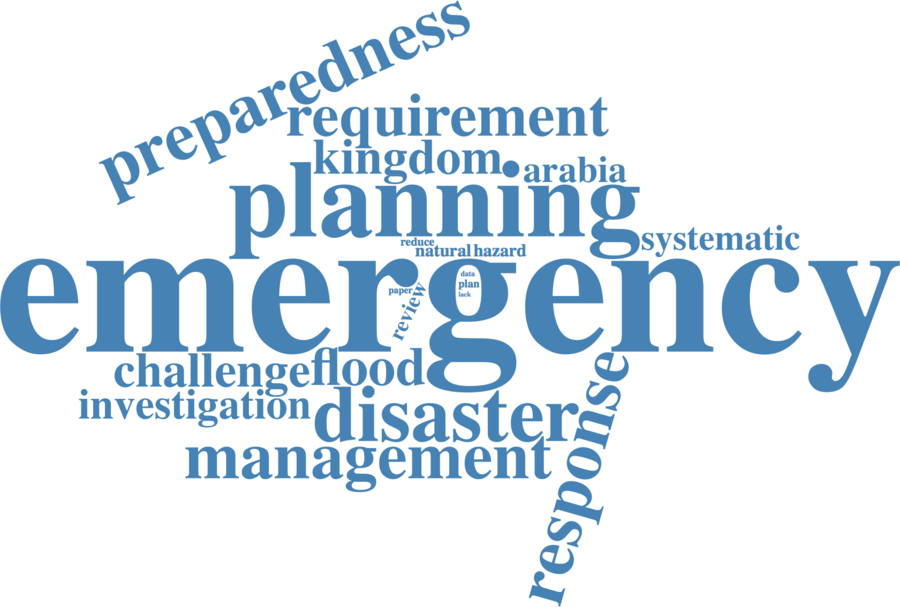 preparedness
requirement
kingdom
arabia
planning
systematic
reduce
natural hazard
emergency
data
plan
paper
lack
review
challenge
flood
investigation
disaster
response
management